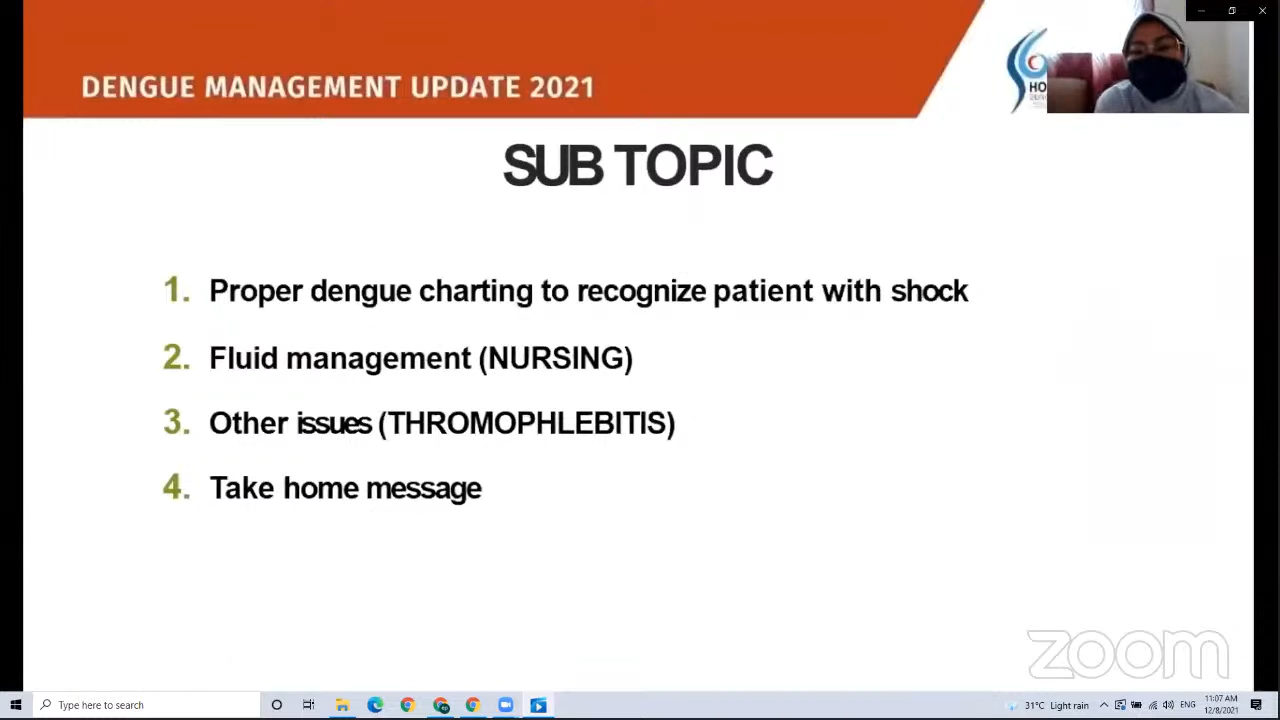 DENGUE MANAGEMENT UPDATE 2021
HO
SUB TOPIC
1. Proper dengue charting to recognize patient with shock
2. Fluid management (NURSING)
3. Other issues (THROMOPHLEBITIS)
4. Take home message
zoom
Type here to search
31°C Light rain
ENG
11:07 AM
12/8/2021